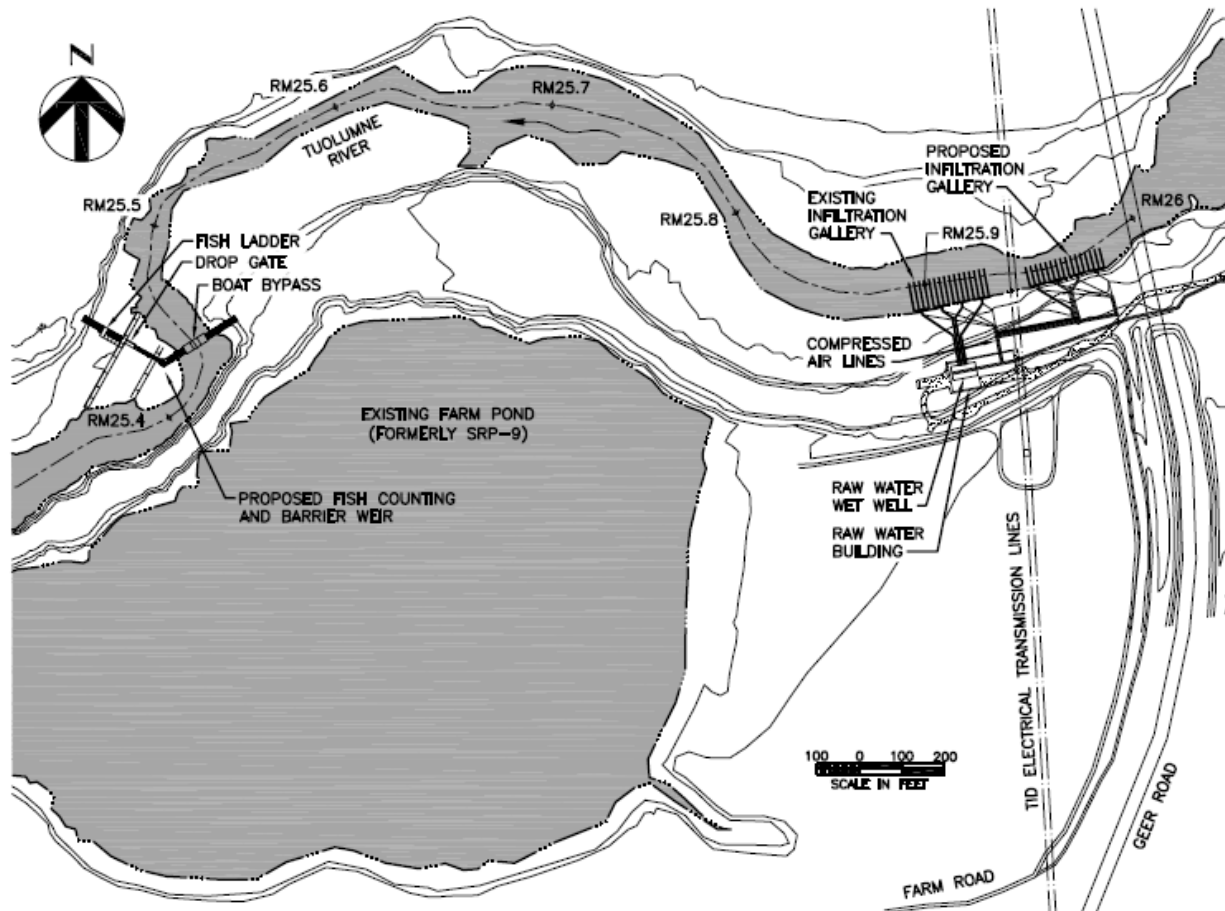 N
RM25.6
RM25.7
TUOLUMNE
RIVER
PROPOSED
INFILTRATION
GALLERY
RM26
EXISTING
INFILTRATION
GALLERY
RM25.5
RM25.8
RM25.9
FISH LADDER
DROP GATE
BOAT BYPASS
COMPRESSED
AIR LINES
RM25.4
EXISTING FARM POND
(FORMERLY SRP-9)
PROPOSED FISH COUNTING
AND BARRIER WEIR
RAW WATER
WET WELL
RAW WATER
BUILDING
TID ELECTRICAL TRANSMISSION LINES
100 0 100 200
SCALE IN FEET
GEER ROAD
FARM ROAD